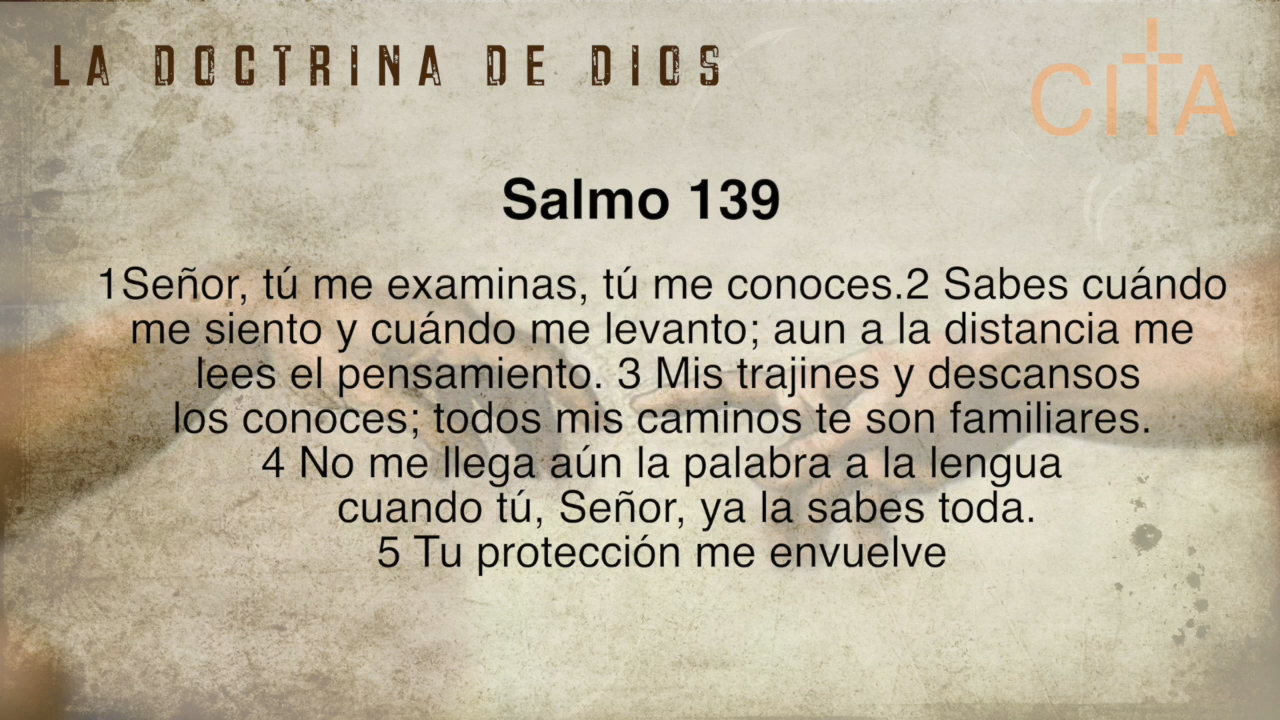 LA DOCTRINA DE DIOS
CITA
Salmo 139
1Señor, tú me examinas, tú me conoces.2 Sabes cuándo
me siento y cuándo me levanto; aun a la distancia me
lees el pensamiento. 3 Mis trajines y descansos
los conoces; todos mis caminos te son familiares.
4 No me llega aún la palabra a la lengua
cuando tú, Señor, ya la sabes toda.
5 Tu protección me envuelve